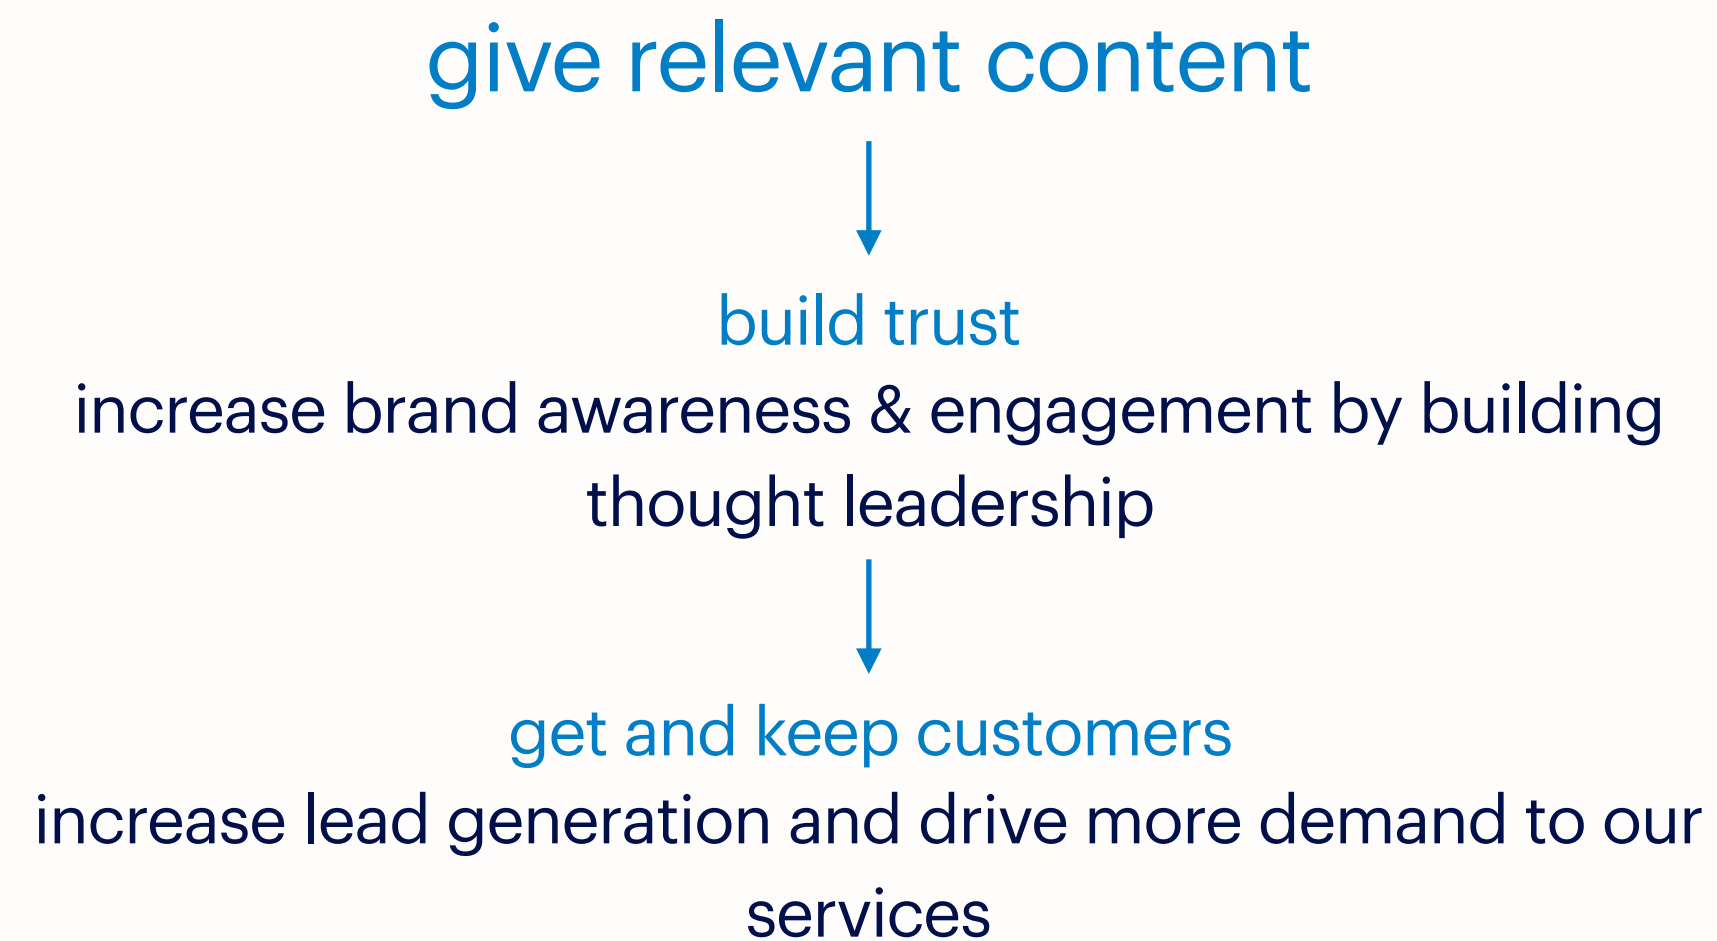 give relevant content
build trust
increase brand awareness & engagement by building
thought leadership
get and keep customers
increase lead generation and drive more demand to our
services